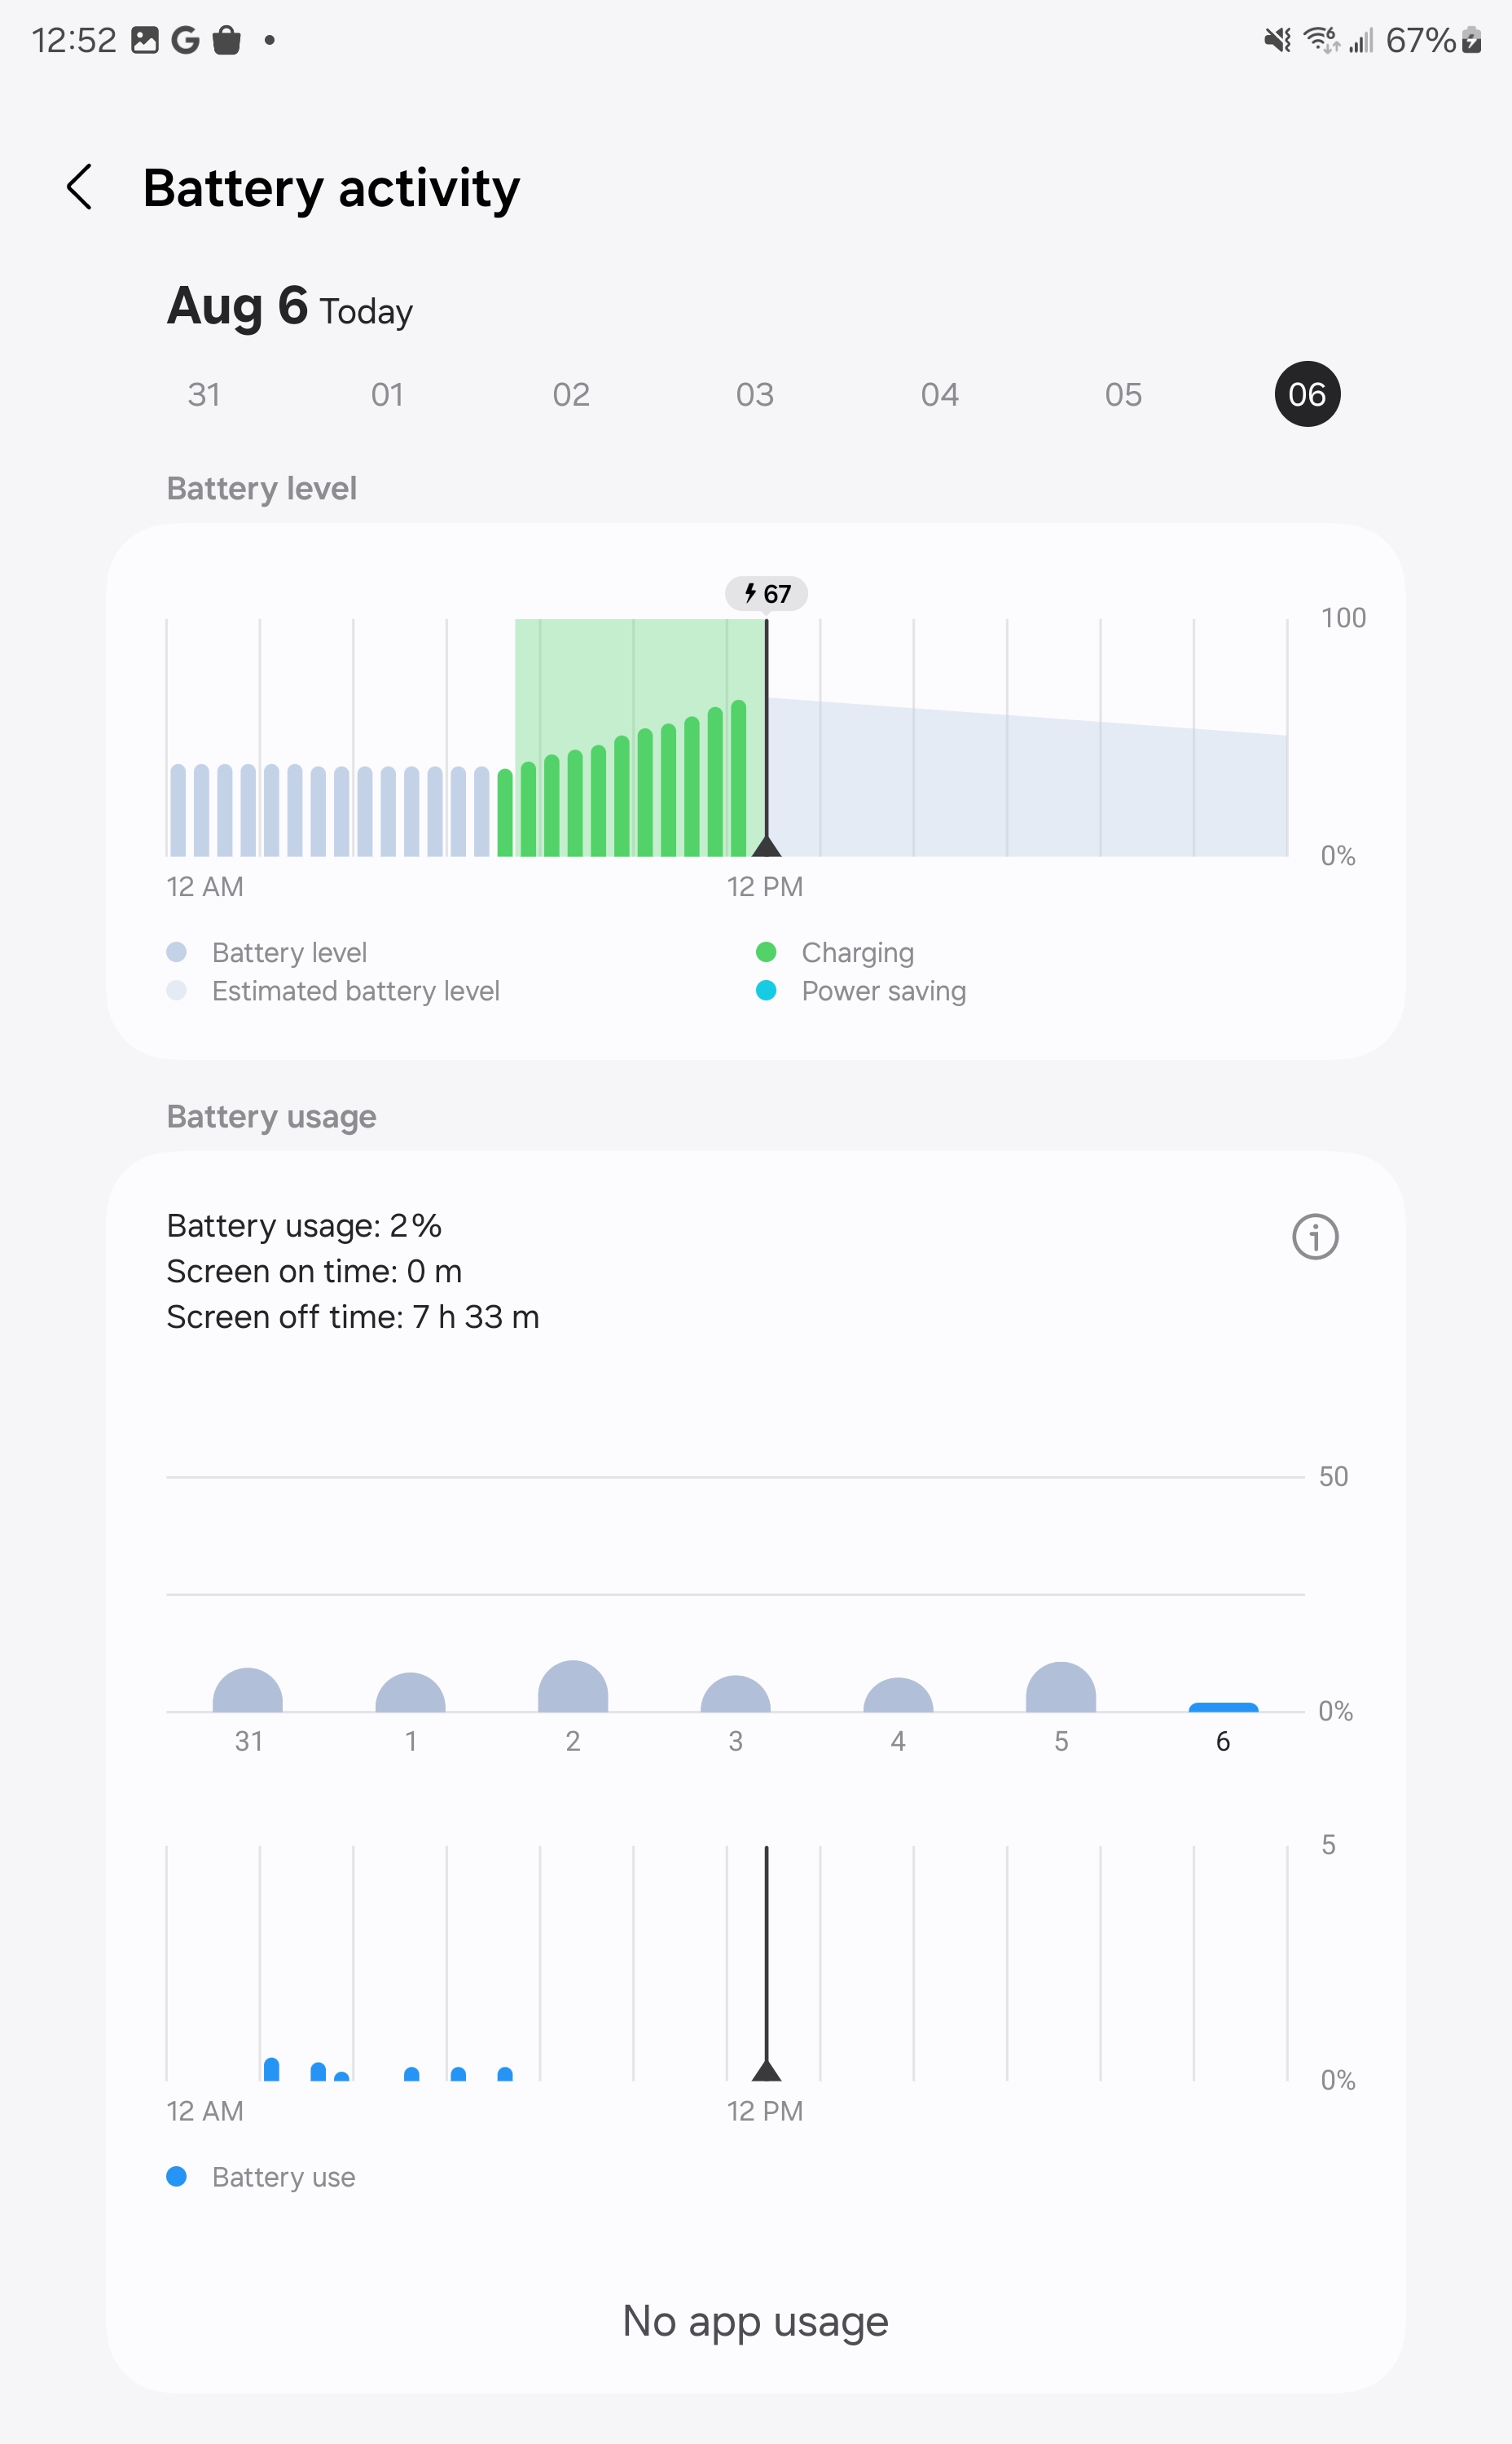 12:52 G 67%
Battery activity
Aug 6 Today
31 01 02 03 04 05 06
Battery level
67
100
0%
12 AM 12 PM
Battery level Charging
Estimated battery level Power saving
Battery usage
Battery usage: 2%
Screen on time: 0 m
Screen off time: 7 h 33 m
50
0%
31 1 2 3 4 5 6
5
0%
12 AM 12 PM
Battery use
No app usage